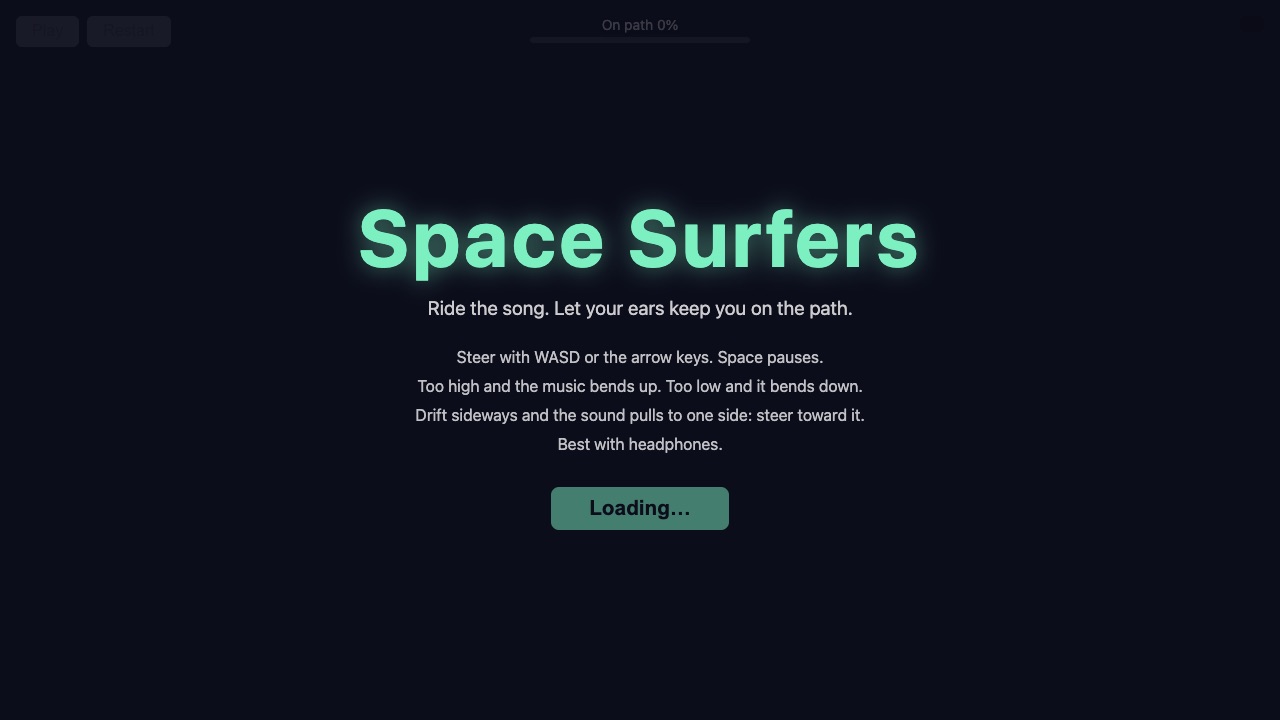 Play Restart
On path 0%
Space Surfers
Ride the song. Let your ears keep you on the path.
Steer with WASD or the arrow keys. Space pauses.
Too high and the music bends up. Too low and it bends down.
Drift sideways and the sound pulls to one side: steer toward it.
Best with headphones.
Loading...